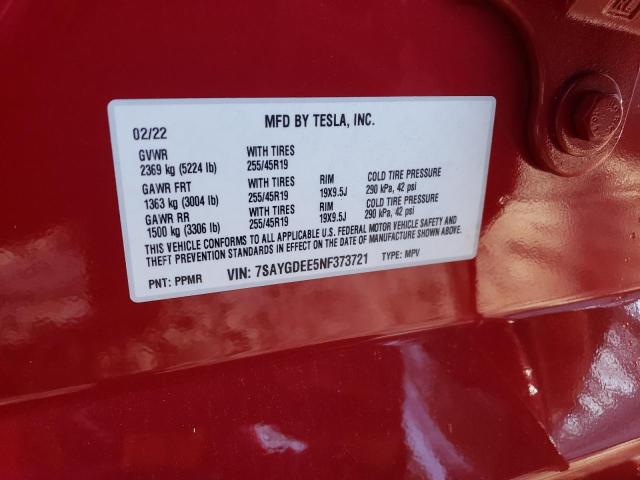 02/22 MFD BY TESLA, INC.
GVWR WITH TIRES
2369 kg (5224 lb) 255/45R19
GAWR FRT WITH TIRES RIM COLD TIRE PRESSURE
1363 kg (3004 lb) 255/45R19 19X9.5J 290 kPa, 42 psi
GAWR RR WITH TIRES RIM COLD TIRE PRESSURE
1500 kg (3306 lb) 255/45R19 19X9.5J 290 kPa, 42 psi
THIS VEHICLE CONFORMS TO ALL APPLICABLE U.S. FEDERAL MOTOR VEHICLE SAFETY AND
THEFT PREVENTION STANDARDS IN EFFECT ON THE DATE OF MANUFACTURE SHOWN ABOVE.
PNT: PPMR VIN: 7SAYGDEE5NF373721 TYPE: MPV